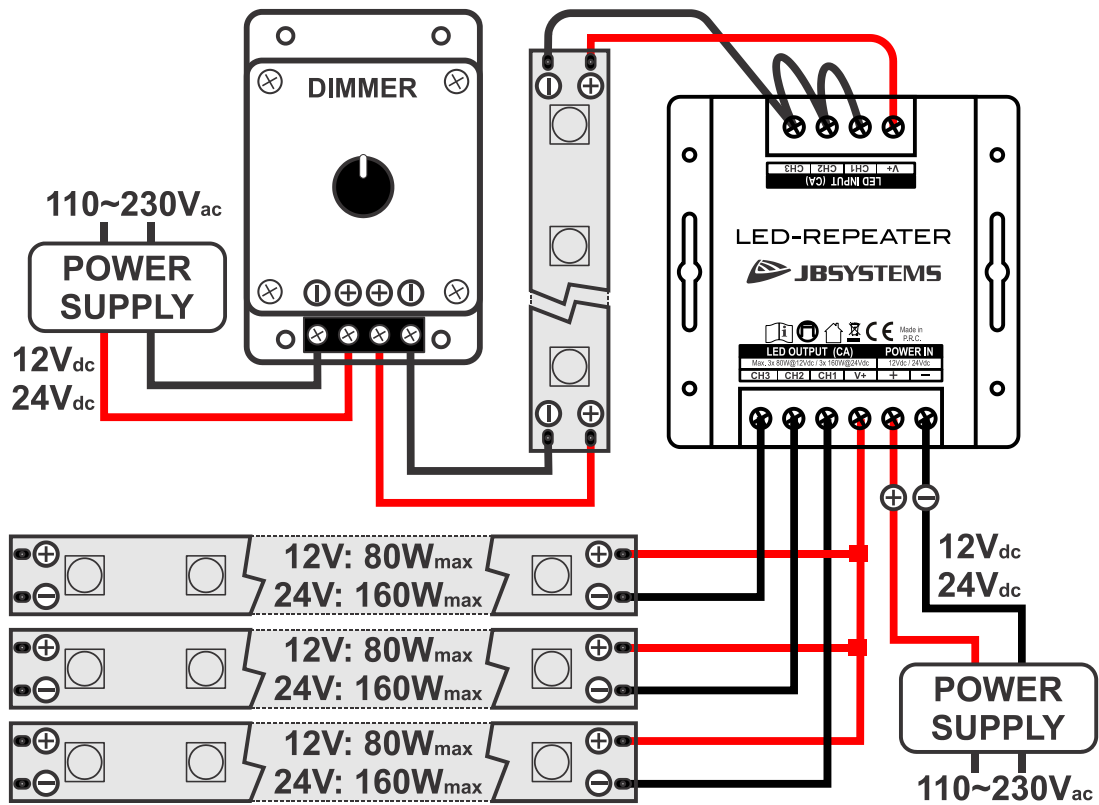 DIMMER
110~230Vac
POWER
SUPPLY
12Vdc
24Vdc
V+ CH1 CH2 CH3
LED INPUT (CA)
LED-REPEATER
JBSYSTEMS
CE
Made in
P.R.C.
LED OUTPUT (CA) POWER IN
Max. 3x 80W@12Vdc / 3x 160W@24Vdc 12Vdc / 24Vdc
CH3 CH2 CH1 V+ + −
12V: 80Wmax
24V: 160Wmax
12V: 80Wmax
24V: 160Wmax
12V: 80Wmax
24V: 160Wmax
12Vdc
24Vdc
POWER
SUPPLY
110~230Vac